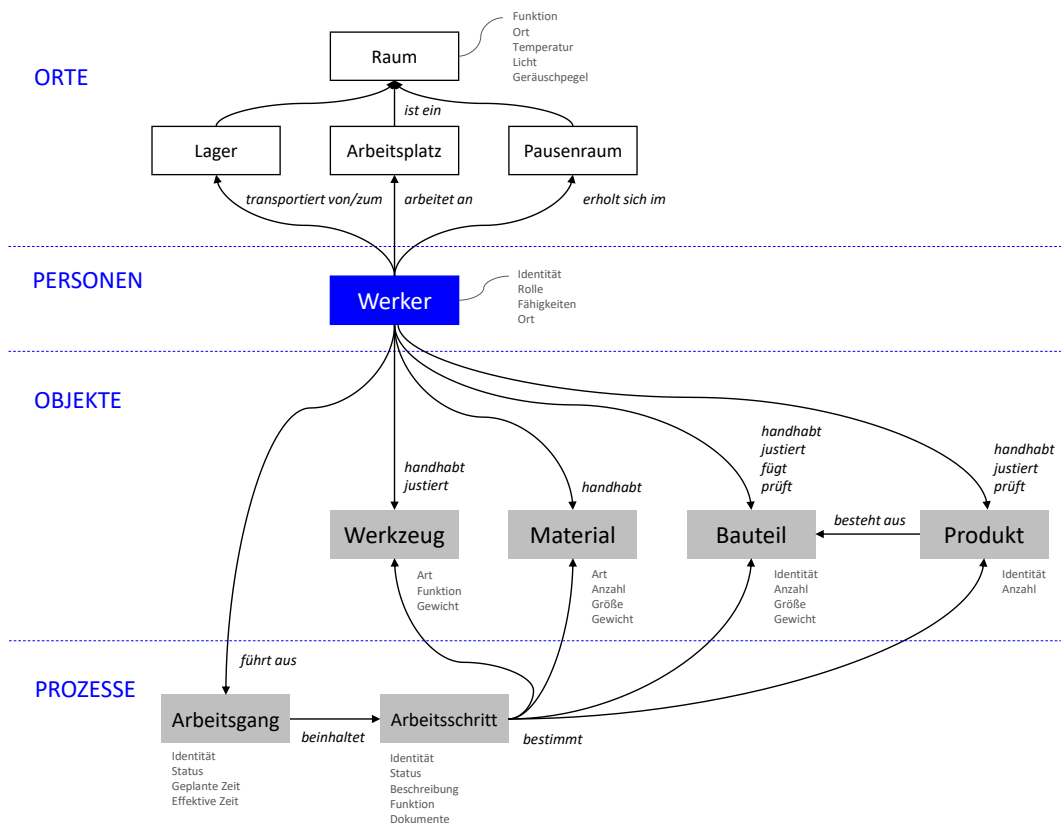 Funktion
Ort
Temperatur
Licht
Geräuschpegel
Raum
ORTE
ist ein
Lager
Arbeitsplatz
Pausenraum
transportiert von/zum
arbeitet an
erholt sich im
PERSONEN
Werker
Identität
Rolle
Fähigkeiten
Ort
OBJEKTE
handhabt
justiert
handhabt
handhabt
justiert
fügt
prüft
handhabt
justiert
prüft
Werkzeug
Material
Bauteil
besteht aus
Produkt
Art
Funktion
Gewicht
Art
Anzahl
Größe
Gewicht
Identität
Anzahl
Größe
Gewicht
Identität
Anzahl
führt aus
PROZESSE
Arbeitsgang
beinhaltet
Arbeitsschritt
bestimmt
Identität
Status
Geplante Zeit
Effektive Zeit
Identität
Status
Beschreibung
Funktion
Dokumente